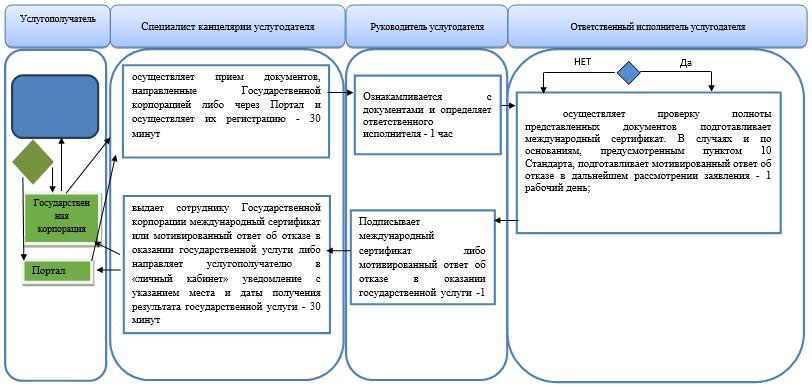 Услугополучатель
Специалист канцелярии услугодателя
Руководитель услугодателя
Ответственный исполнитель услугодателя
НЕТ
Да
осуществляет прием документов,
направленные Государственной
корпорацией либо через Портал и
осуществляет их регистрацию - 30
минут
Ознакамливается с
документами и определяет
ответственного
исполнителя - 1 час
осуществляет проверку полноты
представленных документов подготавливает
международный сертификат. В случаях и по
основаниям, предусмотренным пунктом 10
Стандарта, подготавливает мотивированный ответ об
отказе в дальнейшем рассмотрении заявления - 1
рабочий день;
Государствен
ная
корпорация
Портал
выдает сотруднику Государственной
корпорации международный сертификат
или мотивированный ответ об отказе в
оказании государственной услуги либо
направляет услугополучателю в
«личный кабинет» уведомление с
указанием места и даты получения
результата государственной услуги - 30
минут
Подписывает
международный
сертификат либо
мотивированный ответ об
отказе в оказании
государственной услуги -1